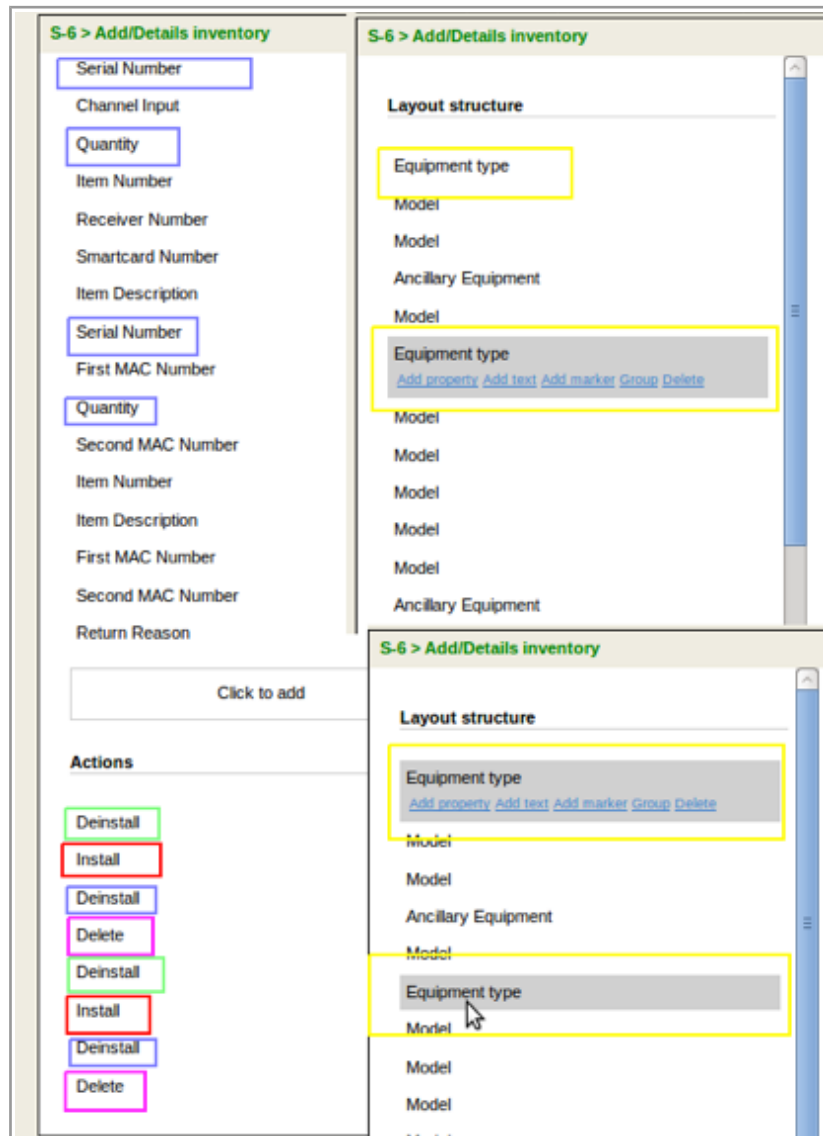 S-6 > Add/Details inventory
Serial Number
Channel Input
Quantity
Item Number
Receiver Number
Smartcard Number
Item Description
Serial Number
First MAC Number
Quantity
Second MAC Number
Item Number
Item Description
First MAC Number
Second MAC Number
Return Reason
Click to add
Actions
Deinstall
Install
Deinstall
Delete
Deinstall
Install
Deinstall
Delete
S-6 > Add/Details inventory
Layout structure
Equipment type
Model
Model
Ancillary Equipment
Model
Equipment type
Add property Add text Add marker Group Delete
Model
Model
Model
Model
Model
Ancillary Equipment
S-6 > Add/Details inventory
Layout structure
Equipment type
Add property Add text Add marker Group Delete
Model
Model
Ancillary Equipment
Model
Equipment type
Model
Model
Model